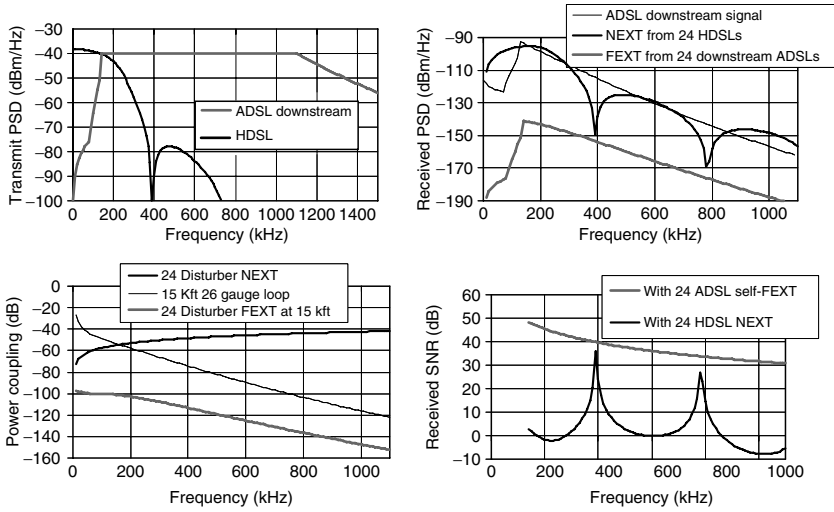 Transmit PSD (dBm/Hz)
−30
−40
−50
−60
−70
−80
−90
−100
ADSL downstream
HDSL
0 200 400 600 800 1000 1200 1400
Frequency (kHz)
ADSL downstream signal
NEXT from 24 HDSLs
FEXT from 24 downstream ADSLs
Received PSD (dBm/Hz)
−90
−110
−130
−150
−170
−190
0 200 400 600 800 1000
Frequency (kHz)
24 Disturber NEXT
15 Kft 26 gauge loop
24 Disturber FEXT at 15 kft
Power coupling (dB)
0
−20
−40
−60
−80
−100
−120
−140
−160
0 200 400 600 800 1000
Frequency (kHz)
With 24 ADSL self-FEXT
With 24 HDSL NEXT
Received SNR (dB)
60
50
40
30
20
10
0
−10
0 200 400 600 800 1000
Frequency (kHz)